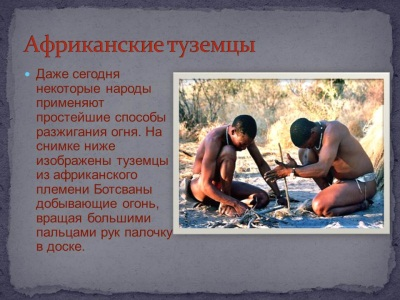 Африканские туземцы
Даже сегодня
некоторые народы
применяют
простейшие способы
разжигания огня. На
снимке ниже
изображены туземцы
из африканского
племени Ботсваны
добывающие огонь,
вращая большими
пальцами рук палочку
в доске.